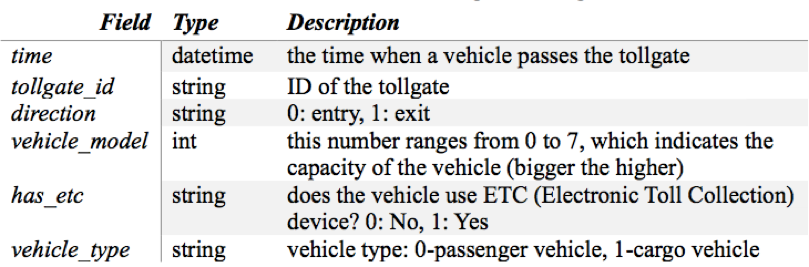 Field Type Description
time datetime the time when a vehicle passes the tollgate
tollgate_id string ID of the tollgate
direction string 0: entry, 1: exit
vehicle_model int this number ranges from 0 to 7, which indicates the
capacity of the vehicle (bigger the higher)
has_etc string does the vehicle use ETC (Electronic Toll Collection)
device? 0: No, 1: Yes
vehicle_type string vehicle type: 0-passenger vehicle, 1-cargo vehicle